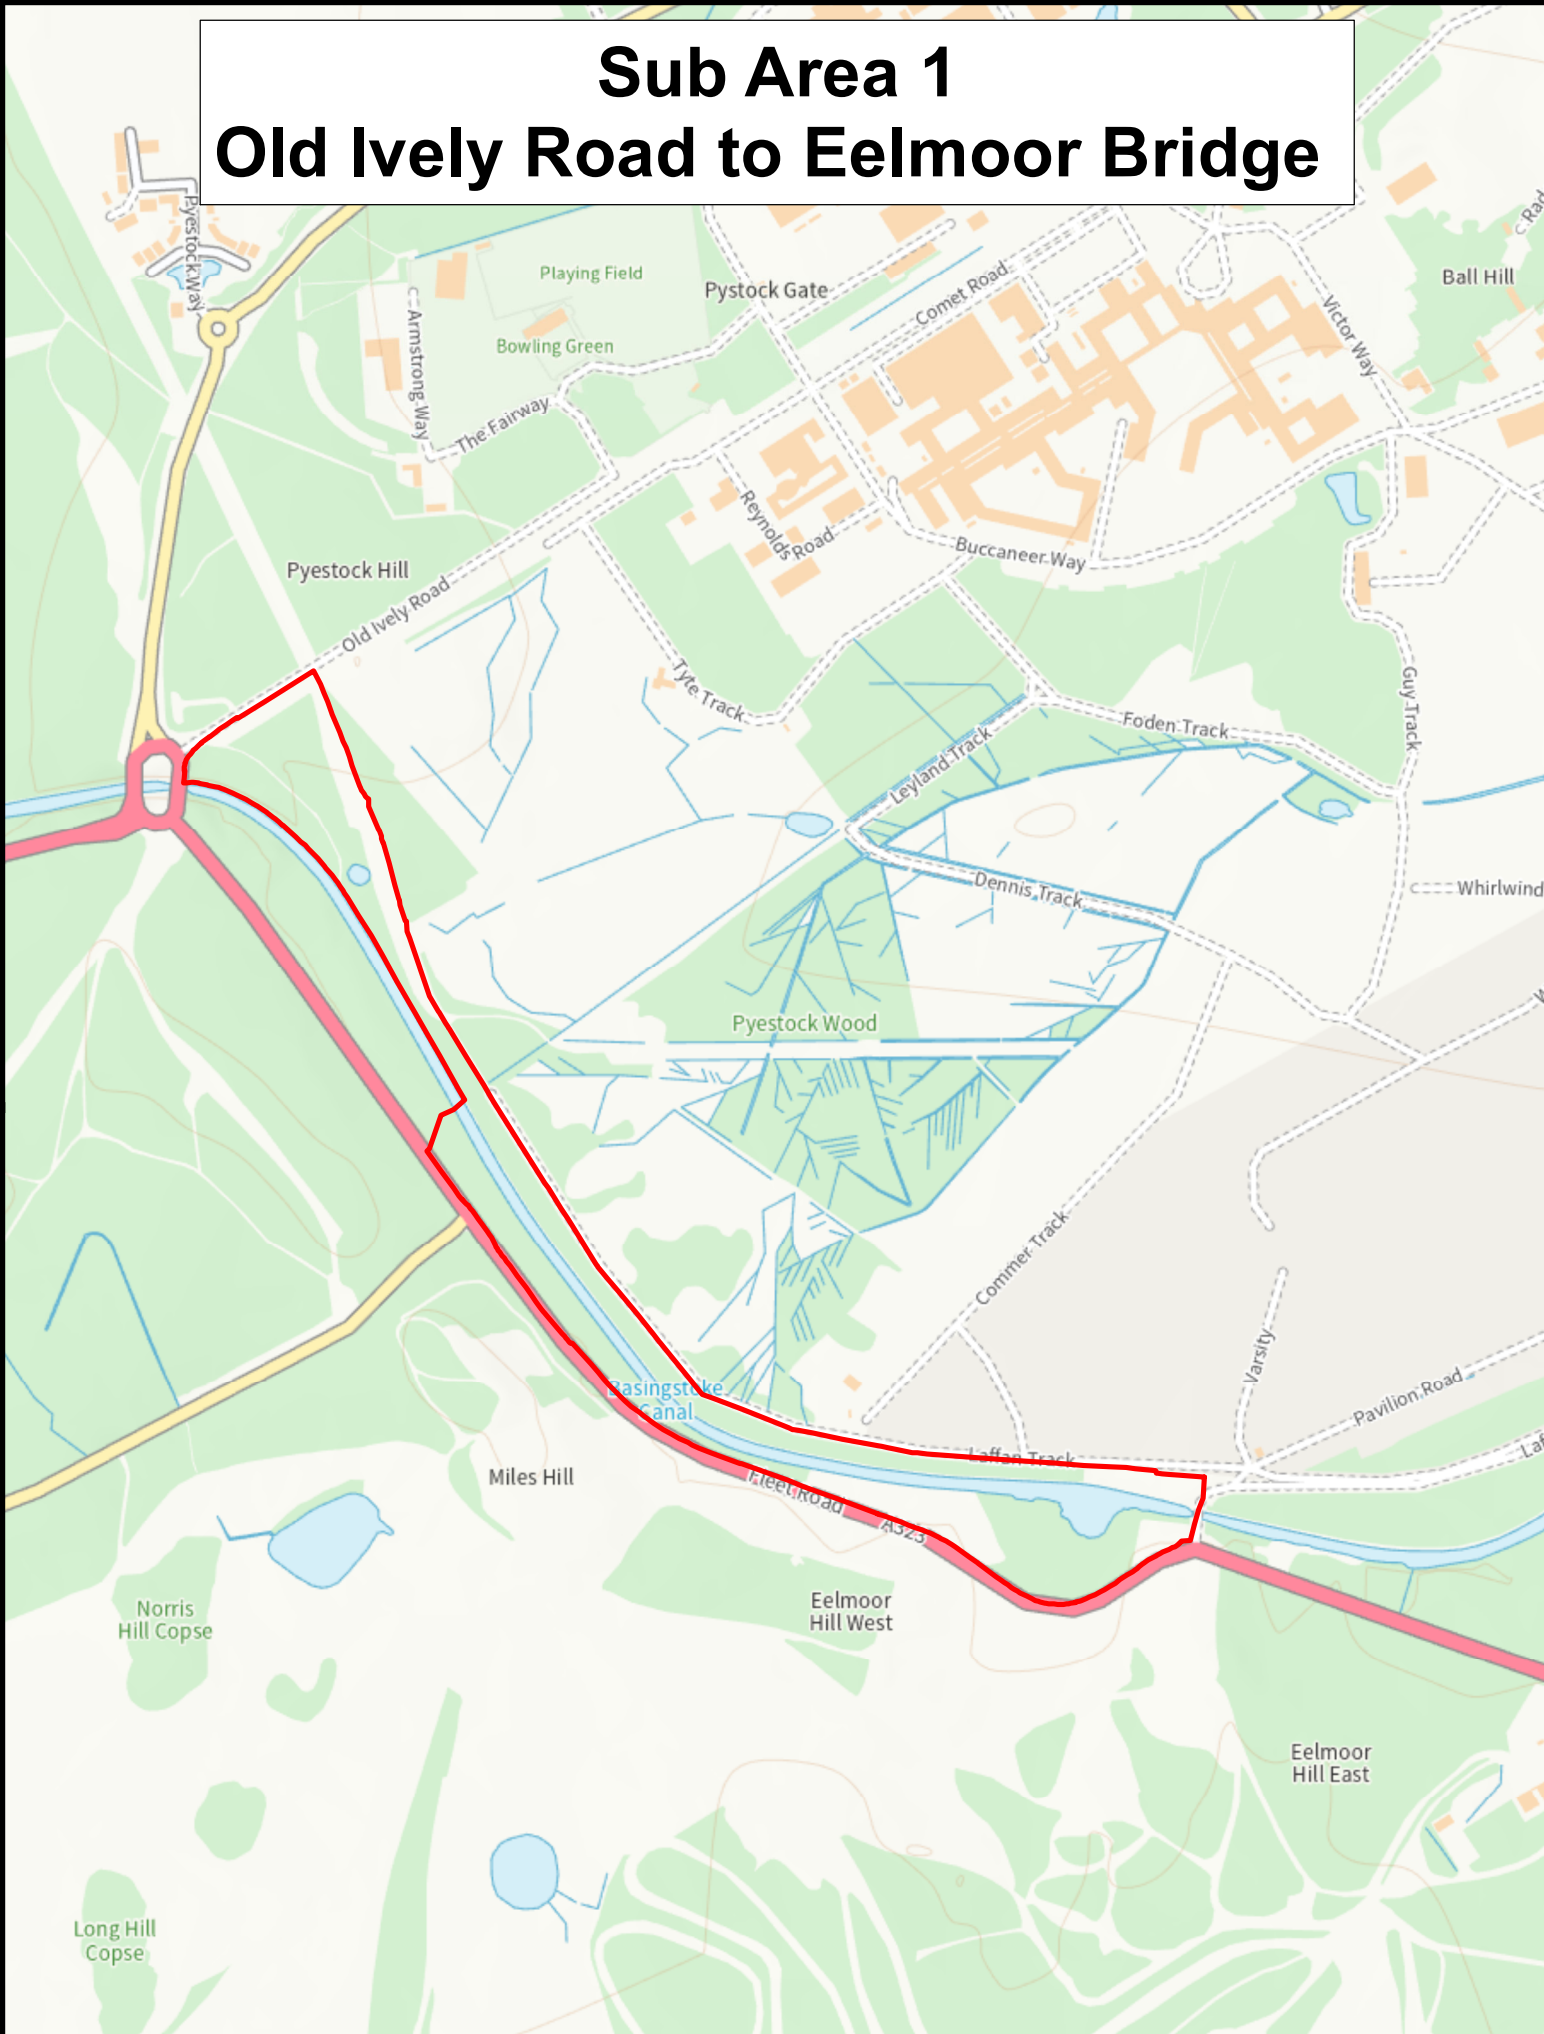 Sub Area 1
Old Ively Road to Eelmoor Bridge
Pyestock Way
Playing Field
Pystock Gate
Comet Road
Ball Hill
Victor Way
Armstrong Way
Bowling Green
The Fairway
Reynolds Road
Buccaneer Way
Pyestock Hill
Old Ively Road
Tyte Track
Guy Track
Foden Track
Leyland Track
Dennis Track
Whirlwind
Pyestock Wood
Commer Track
Varsity
Pavilion Road
Basingstoke
Canal
Laffan Track
Laf
Miles Hill
Fleet Road
A323
Norris
Hill Copse
Eelmoor
Hill West
Eelmoor
Hill East
Long Hill
Copse